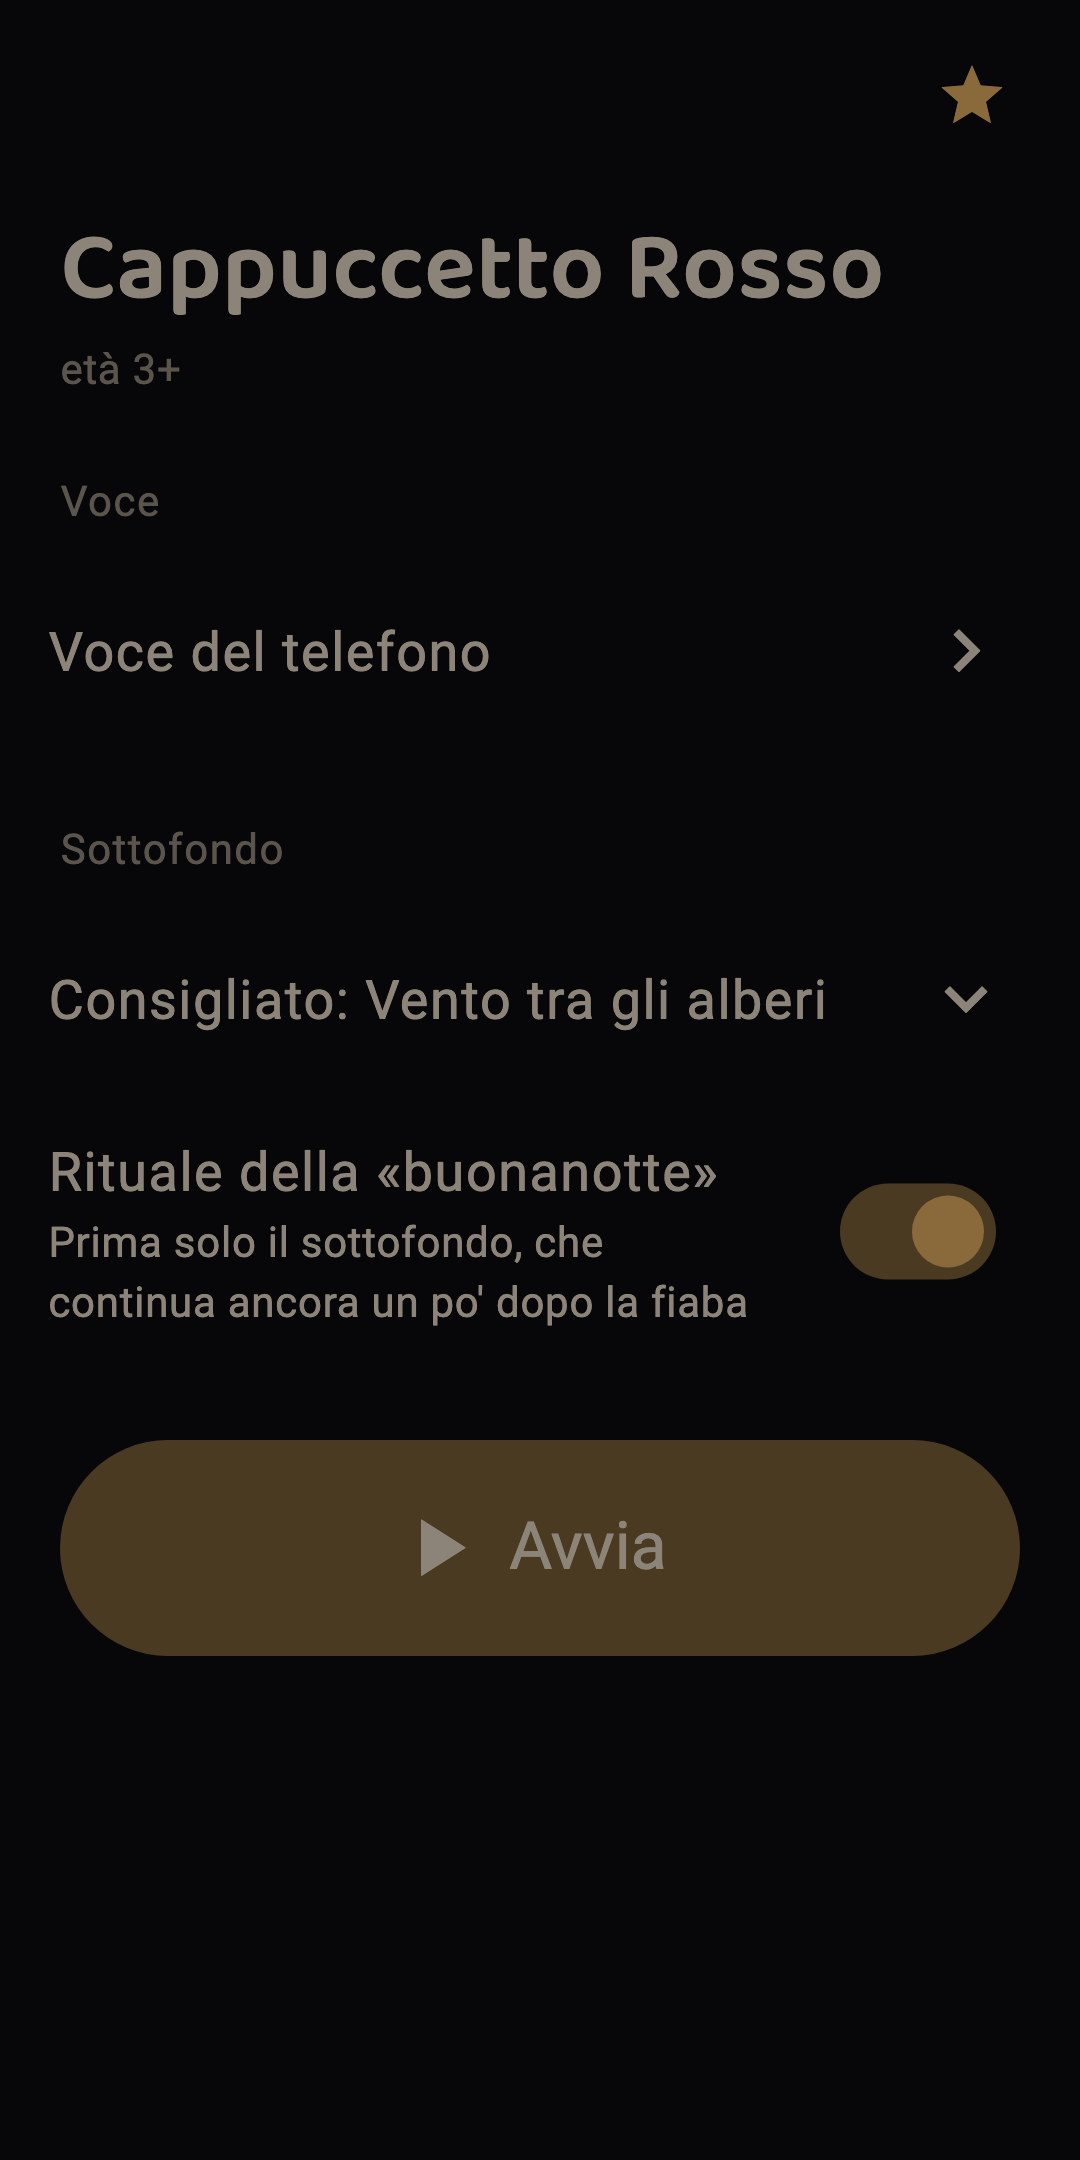 Cappuccetto Rosso
età 3+
Voce
Voce del telefono
Sottofondo
Consigliato: Vento tra gli alberi
Rituale della «buonanotte»
Prima solo il sottofondo, che
continua ancora un po' dopo la fiaba
Avvia